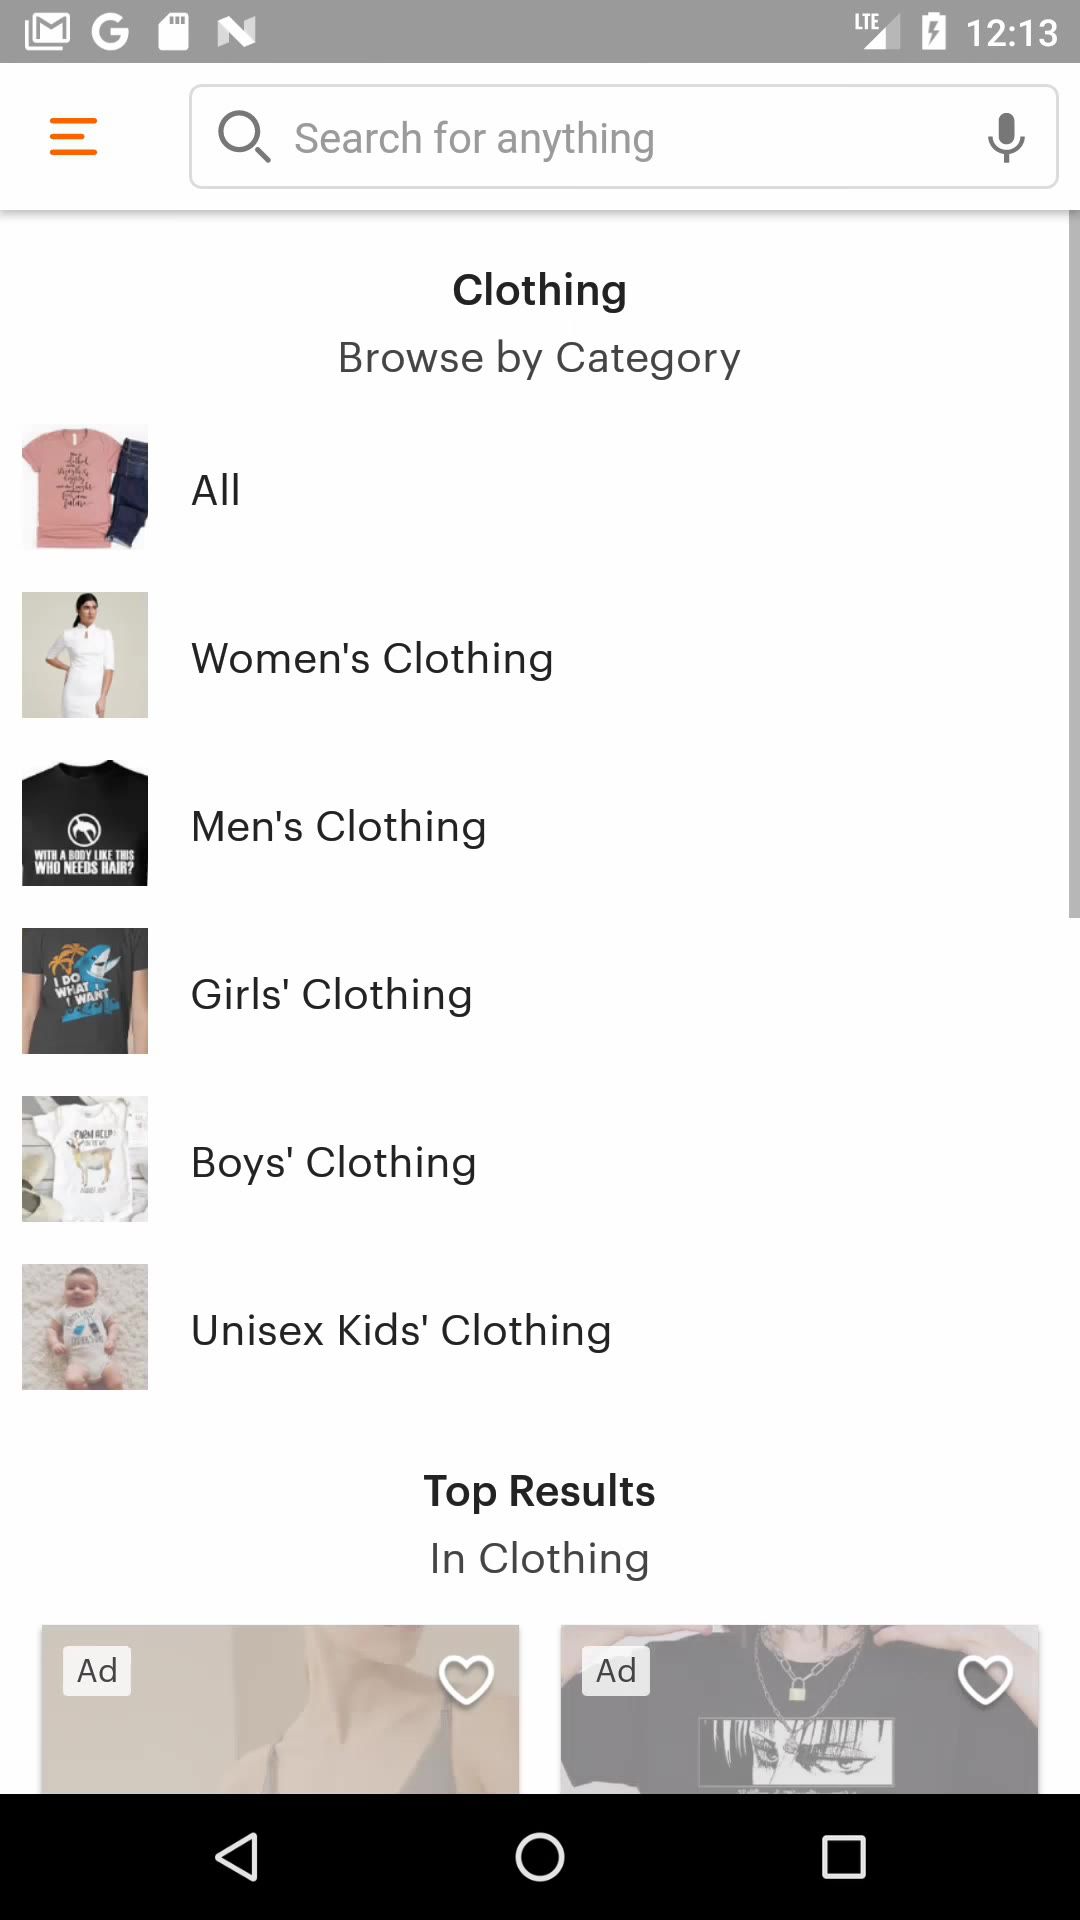 LTE 12:13
Search for anything
Clothing
Browse by Category
All
Women's Clothing
WITH A BODY LIKE THIS
WHO NEEDS HAIR?
Men's Clothing
I DO
WHAT
I WANT
Girls' Clothing
FARM HELP
Boys' Clothing
Unisex Kids' Clothing
Top Results
In Clothing
Ad
Ad